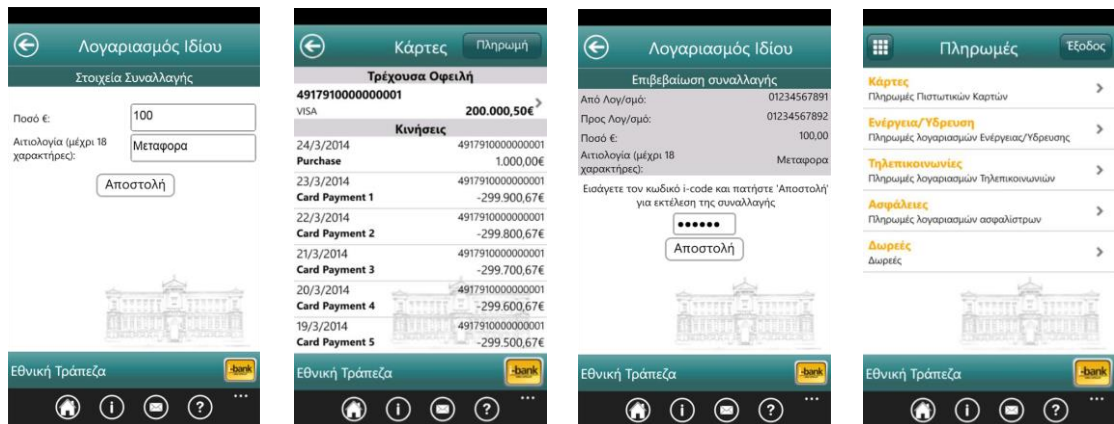 Λογαριασμός Ιδίου
Στοιχεία Συναλλαγής
Ποσό €:
100
Αιτιολογία (μέχρι 18
χαρακτήρες):
Μεταφορα
Αποστολή
Εθνική Τράπεζα
i-bank
Κάρτες
Πληρωμή
Τρέχουσα Οφειλή
4917910000000001
VISA
200.000,50€
Κινήσεις
24/3/2014 4917910000000001
Purchase 1.000,00€
23/3/2014 4917910000000001
Card Payment 1 -299.900,67€
22/3/2014 4917910000000001
Card Payment 2 -299.800,67€
21/3/2014 4917910000000001
Card Payment 3 -299.700,67€
20/3/2014 4917910000000001
Card Payment 4 -299.600,67€
19/3/2014 4917910000000001
Card Payment 5 -299.500,67€
Εθνική Τράπεζα
i-bank
Λογαριασμός Ιδίου
Επιβεβαίωση συναλλαγής
Από Λογ/σμό: 01234567891
Προς Λογ/σμό: 01234567892
Ποσό €: 100,00
Αιτιολογία (μέχρι 18
χαρακτήρες):
Μεταφορα
Εισάγετε τον κωδικό i-code και πατήστε 'Αποστολή'
για εκτέλεση της συναλλαγής
Αποστολή
Εθνική Τράπεζα
i-bank
Πληρωμές
Έξοδος
Κάρτες
Πληρωμές Πιστωτικών Καρτών
Ενέργεια/Ύδρευση
Πληρωμές λογαριασμών Ενέργειας/Ύδρευσης
Τηλεπικοινωνίες
Πληρωμές λογαριασμών Τηλεπικοινωνιών
Ασφάλειες
Πληρωμές λογαριασμών ασφαλίστρων
Δωρεές
Δωρεές
Εθνική Τράπεζα
i-bank